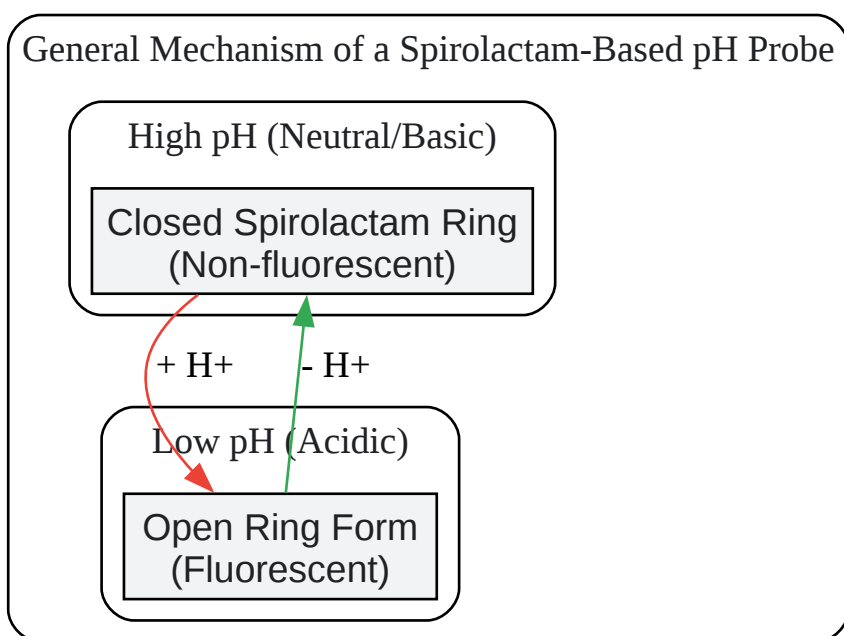 General Mechanism of a Spirolactam-Based pH Probe
High pH (Neutral/Basic)
Closed Spirolactam Ring
(Non-fluorescent)
+ H+
- H+
Low pH (Acidic)
Open Ring Form
(Fluorescent)